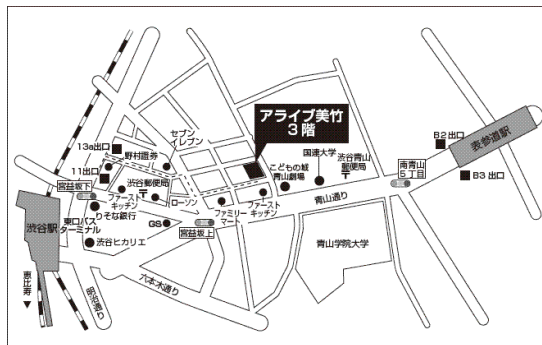 アライブ美竹
3階
セブン
イレブン
13a出口
野村證券
11出口
宮益坂下
渋谷郵便局
ファースト
キッチン
ローソン
りそな銀行
東口バス
ターミナル
渋谷駅
渋谷ヒカリエ
GS
宮益坂上
ファミリー
マート
ファースト
キッチン
こどもの城
青山劇場
国連大学
渋谷青山
郵便局
南青山
5丁目
B2出口
表参道駅
B3出口
青山通り
青山学院大学
六本木通り
明治通り
恵比寿